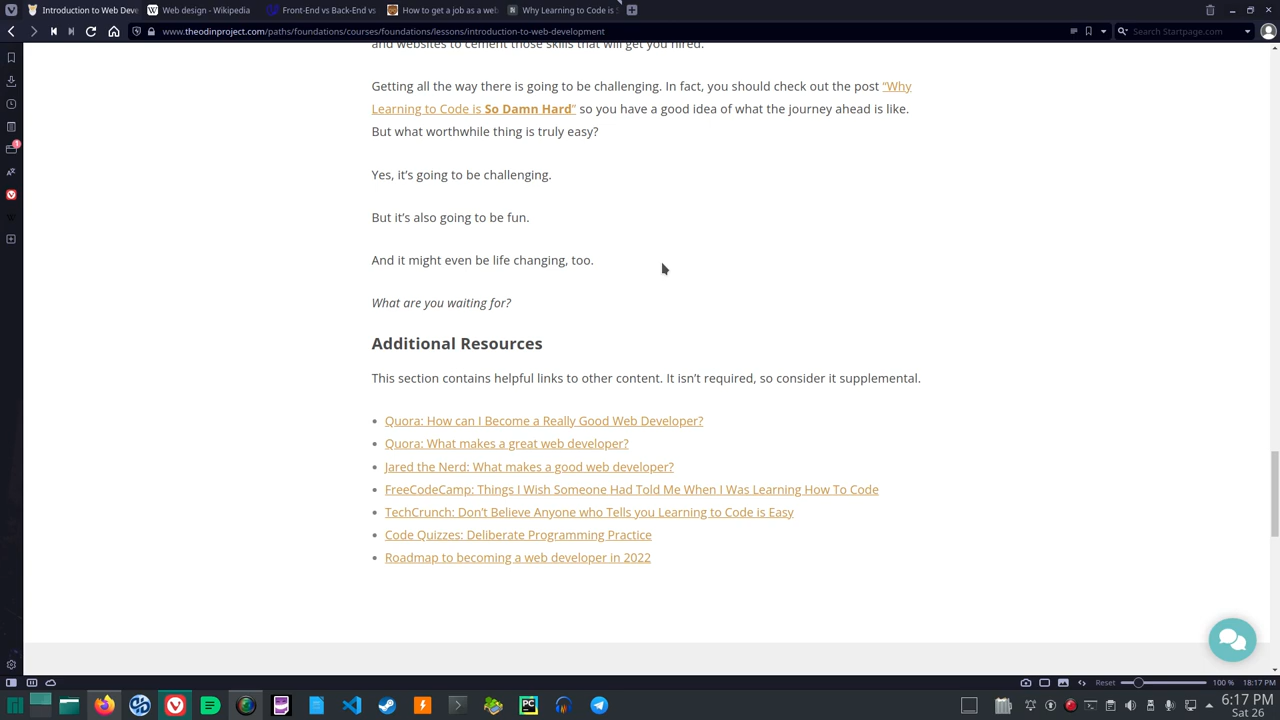 Introduction to Web Deve
Web design - Wikipedia
Front-End vs Back-End vs
How to get a job as a web
Why Learning to Code is S
www.theodinproject.com/paths/foundations/courses/foundations/lessons/introduction-to-web-development
Search Startpage.com
and websites to cement those skills that will get you hired.
Getting all the way there is going to be challenging. In fact, you should check out the post “Why
Learning to Code is So Damn Hard” so you have a good idea of what the journey ahead is like.
But what worthwhile thing is truly easy?
Yes, it’s going to be challenging.
But it’s also going to be fun.
And it might even be life changing, too.
What are you waiting for?
Additional Resources
This section contains helpful links to other content. It isn’t required, so consider it supplemental.
Quora: How can I Become a Really Good Web Developer?
Quora: What makes a great web developer?
Jared the Nerd: What makes a good web developer?
FreeCodeCamp: Things I Wish Someone Had Told Me When I Was Learning How To Code
TechCrunch: Don’t Believe Anyone who Tells you Learning to Code is Easy
Code Quizzes: Deliberate Programming Practice
Roadmap to becoming a web developer in 2022
Reset
100 %
18:17 PM
6:17 PM
Sat 26